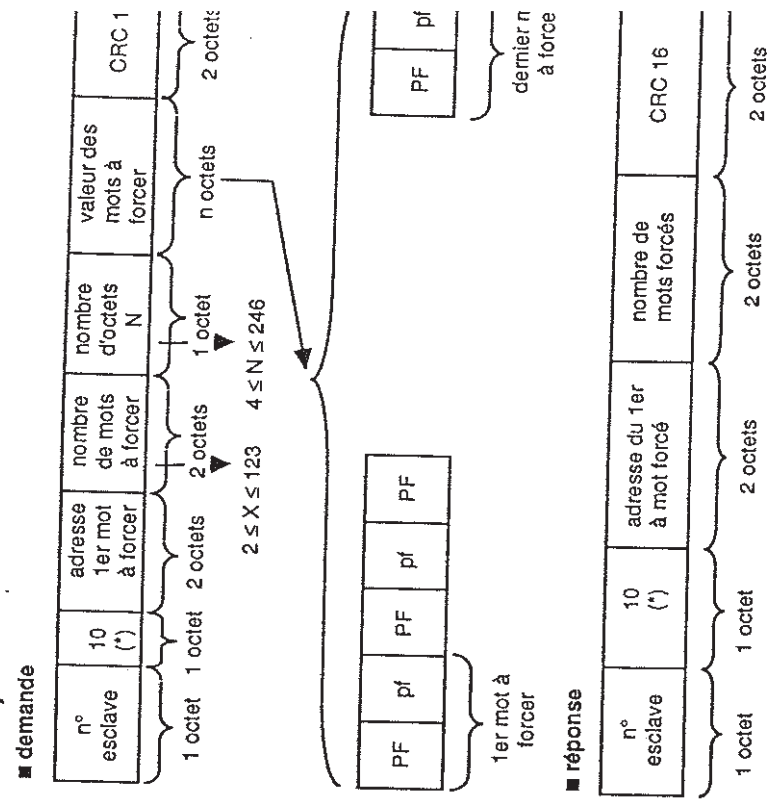 ■ demande
n°
esclave
10
(*)
adresse
1er mot
à forcer
nombre
de mots
à forcer
nombre
d'octets
N
valeur des
mots à
forcer
CRC 1
1 octet
1 octet
2 octets
2 octets
1 octet
n octets
2 octets
2 ≤ X ≤ 123
4 ≤ N ≤ 246
PF
pf
PF
pf
PF
PF
pf
1er mot à
forcer
dernier
à force
■ réponse
n°
esclave
10
(*)
adresse du 1er
à mot forcé
nombre de
mots forcés
CRC 16
1 octet
1 octet
2 octets
2 octets
2 octets